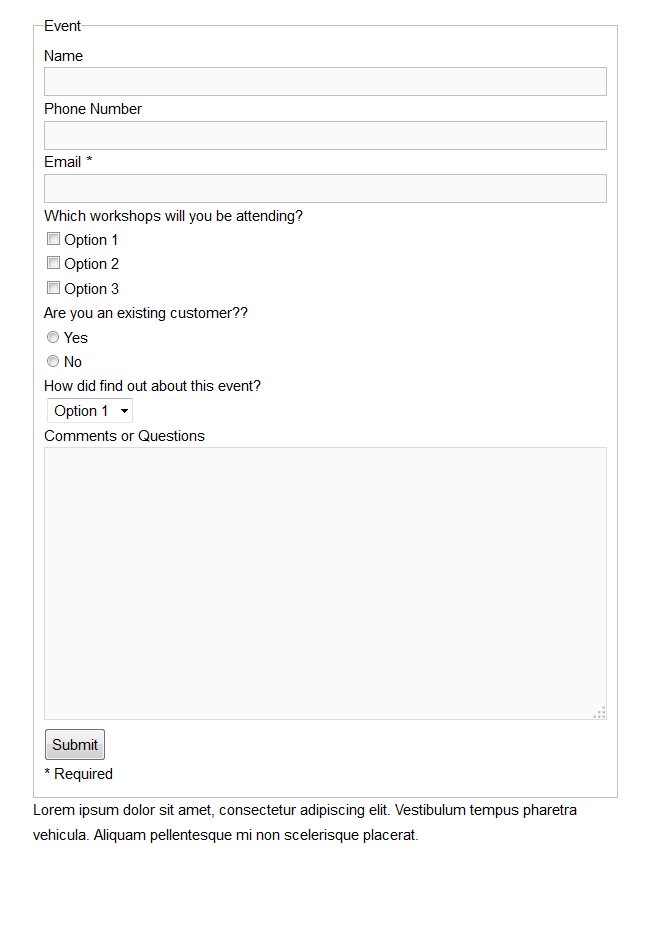 Event
Name
Phone Number
Email *
Which workshops will you be attending?
Option 1
Option 2
Option 3
Are you an existing customer??
Yes
No
How did find out about this event?
Option 1
Comments or Questions
Submit
* Required
Lorem ipsum dolor sit amet, consectetur adipiscing elit. Vestibulum tempus pharetra
vehicula. Aliquam pellentesque mi non scelerisque placerat.